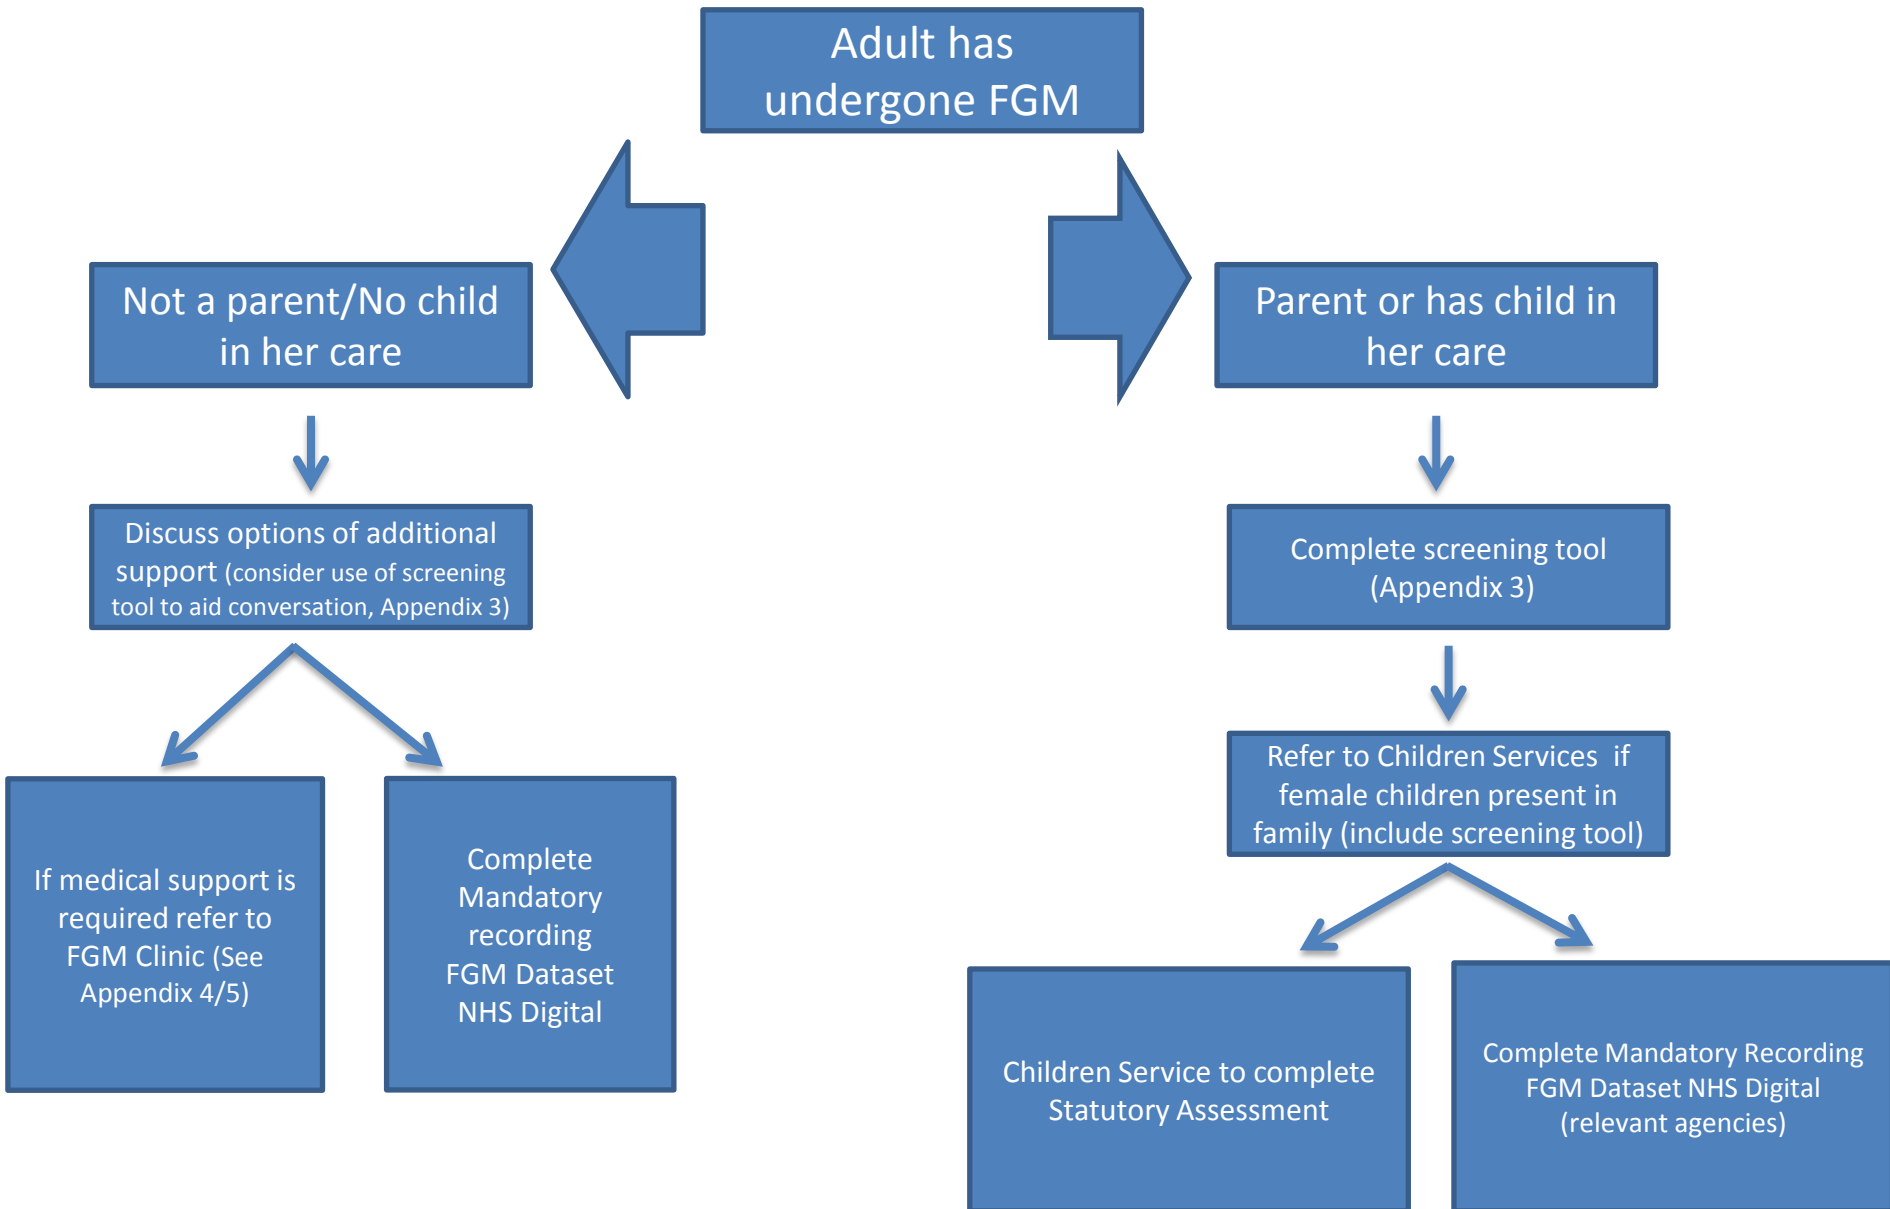 Adult has
undergone FGM
Not a parent/No child
in her care
Parent or has child in
her care
Discuss options of additional
support (consider use of screening
tool to aid conversation, Appendix 3)
Complete screening tool
(Appendix 3)
Refer to Children Services  if
female children present in
family (include screening tool)
If medical support is
required refer to
FGM Clinic (See
Appendix 4/5)
Complete
Mandatory
recording
FGM Dataset
NHS Digital
Children Service to complete
Statutory Assessment
Complete Mandatory Recording
FGM Dataset NHS Digital
(relevant agencies)